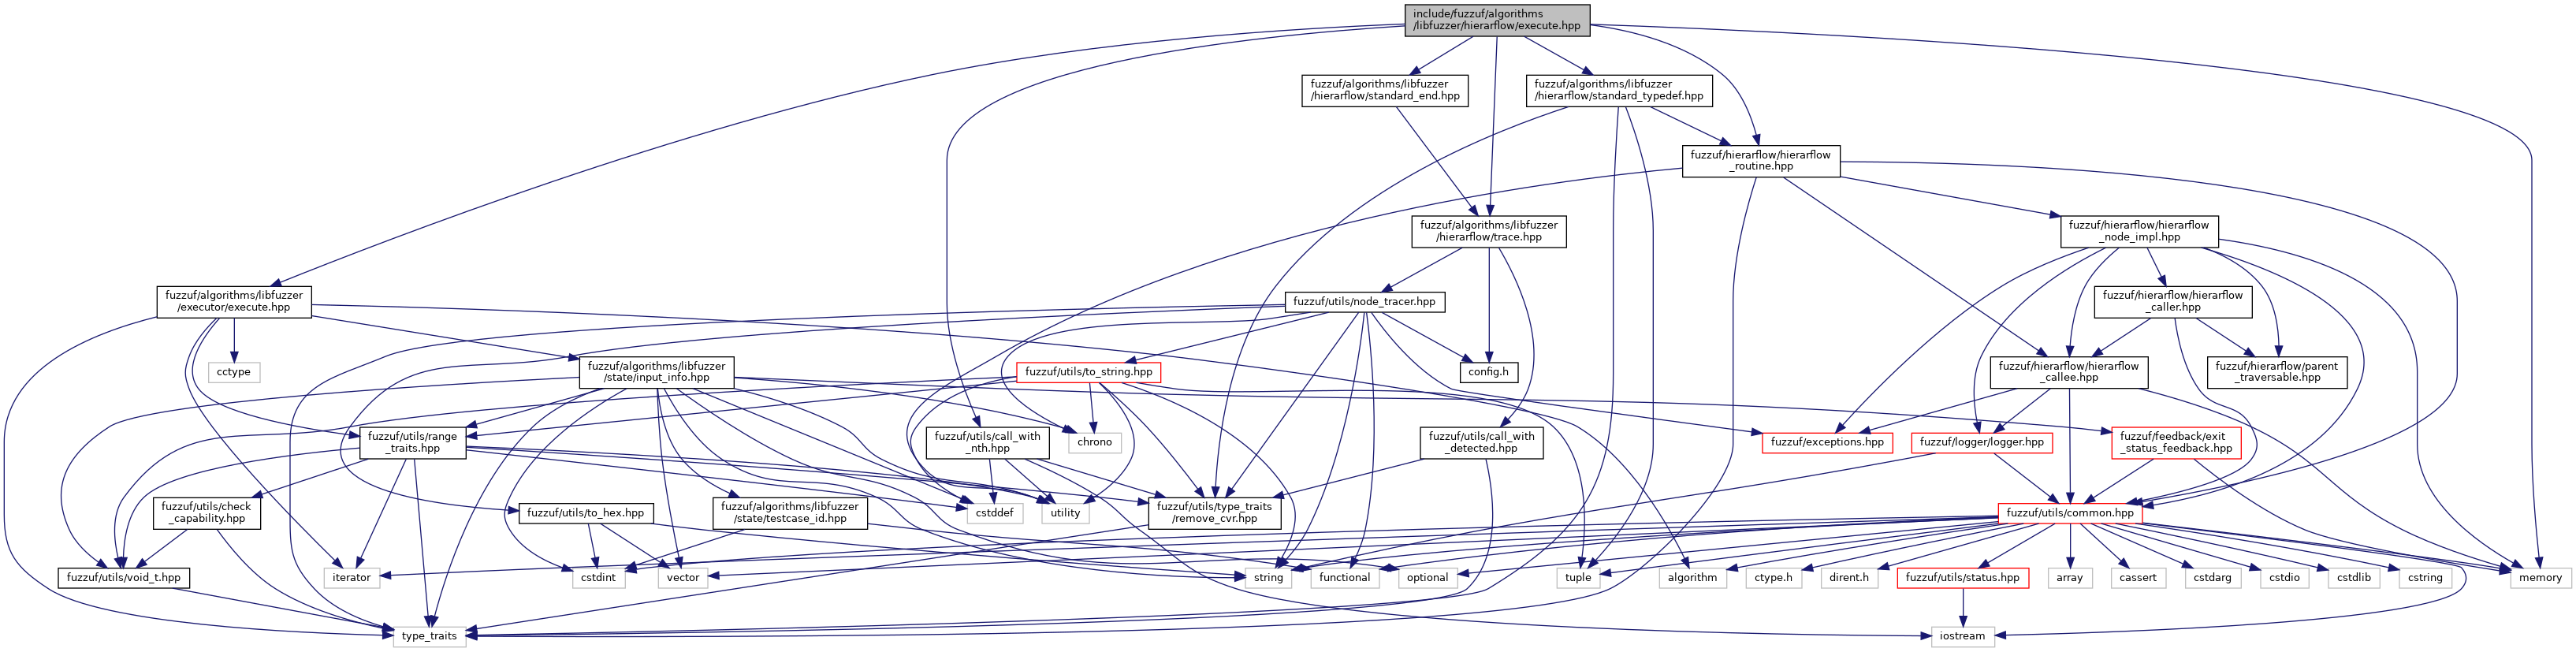 include/fuzzuf/algorithms
/libfuzzer/hierarflow/execute.hpp
fuzzuf/algorithms/libfuzzer
/hierarflow/standard_end.hpp
fuzzuf/algorithms/libfuzzer
/hierarflow/standard_typedef.hpp
fuzzuf/hierarflow/hierarflow
_routine.hpp
fuzzuf/algorithms/libfuzzer
/hierarflow/trace.hpp
fuzzuf/hierarflow/hierarflow
_node_impl.hpp
fuzzuf/algorithms/libfuzzer
/executor/execute.hpp
fuzzuf/utils/node_tracer.hpp
fuzzuf/hierarflow/hierarflow
_caller.hpp
cctype
fuzzuf/algorithms/libfuzzer
/state/input_info.hpp
fuzzuf/utils/to_string.hpp
config.h
fuzzuf/hierarflow/hierarflow
_callee.hpp
fuzzuf/hierarflow/parent
_traversable.hpp
fuzzuf/utils/range
_traits.hpp
fuzzuf/utils/call_with
_nth.hpp
chrono
fuzzuf/utils/call_with
_detected.hpp
fuzzuf/exceptions.hpp
fuzzuf/logger/logger.hpp
fuzzuf/feedback/exit
_status_feedback.hpp
fuzzuf/utils/check
_capability.hpp
fuzzuf/utils/to_hex.hpp
fuzzuf/algorithms/libfuzzer
/state/testcase_id.hpp
cstddef
utility
fuzzuf/utils/type_traits
/remove_cvr.hpp
fuzzuf/utils/common.hpp
fuzzuf/utils/void_t.hpp
iterator
cstdint
vector
string
functional
optional
tuple
algorithm
ctype.h
dirent.h
fuzzuf/utils/status.hpp
array
cassert
cstdarg
cstdio
cstdlib
cstring
memory
type_traits
iostream